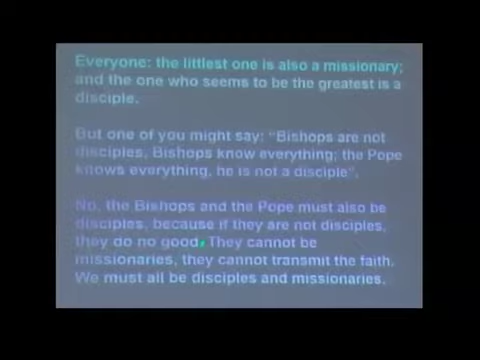 Everyone: the littlest one is also a missionary;
and the one who seems to be the greatest is a
disciple.
But one of you might say: "Bishops are not
disciples, Bishops know everything; the Pope
knows everything, he is not a disciple".
No, the Bishops and the Pope must also be
disciples, because if they are not disciples,
they do no good. They cannot be
missionaries, they cannot transmit the faith.
We must all be disciples and missionaries.